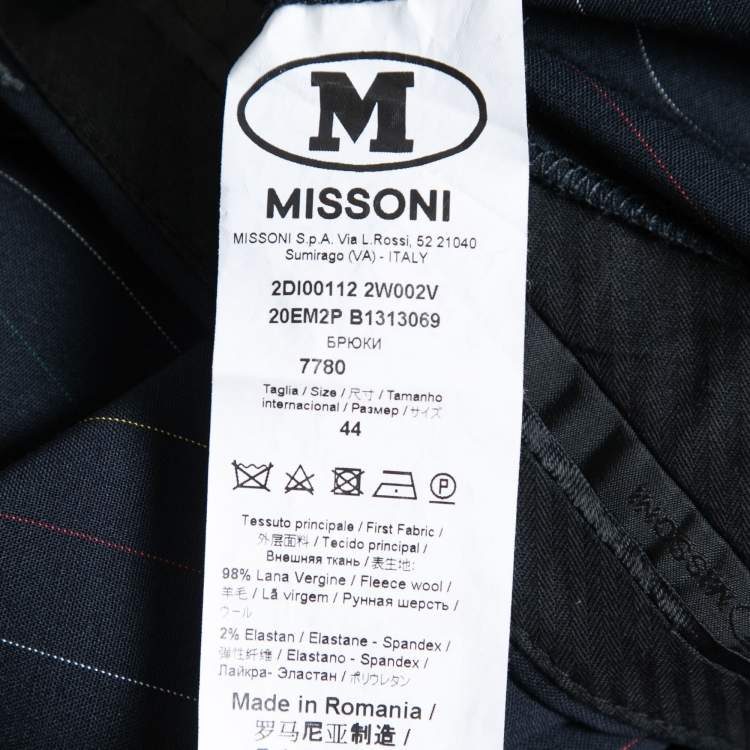 M
MISSONI
MISSONI S.p.A. Via L.Rossi, 52 21040
Sumirago (VA) - ITALY
2DI00112 2W002V
20EM2P B1313069
БРЮКИ
7780
Taglia / Size / 尺寸 / Tamanho
internacional / Размер / サイズ
44
P
Tessuto principale / First Fabric /
外层面料 / Tecido principal /
Внешняя ткань / 表生地:
98% Lana Vergine / Fleece wool /
羊毛 / Lã virgem / Рунная шерсть /
ウール
2% Elastan / Elastane - Spandex /
弹性纤维 / Elastano - Spandex /
Лайкра- Эластан / ポリウレタン
Made in Romania /
罗马尼亚制造 /
MISSONI